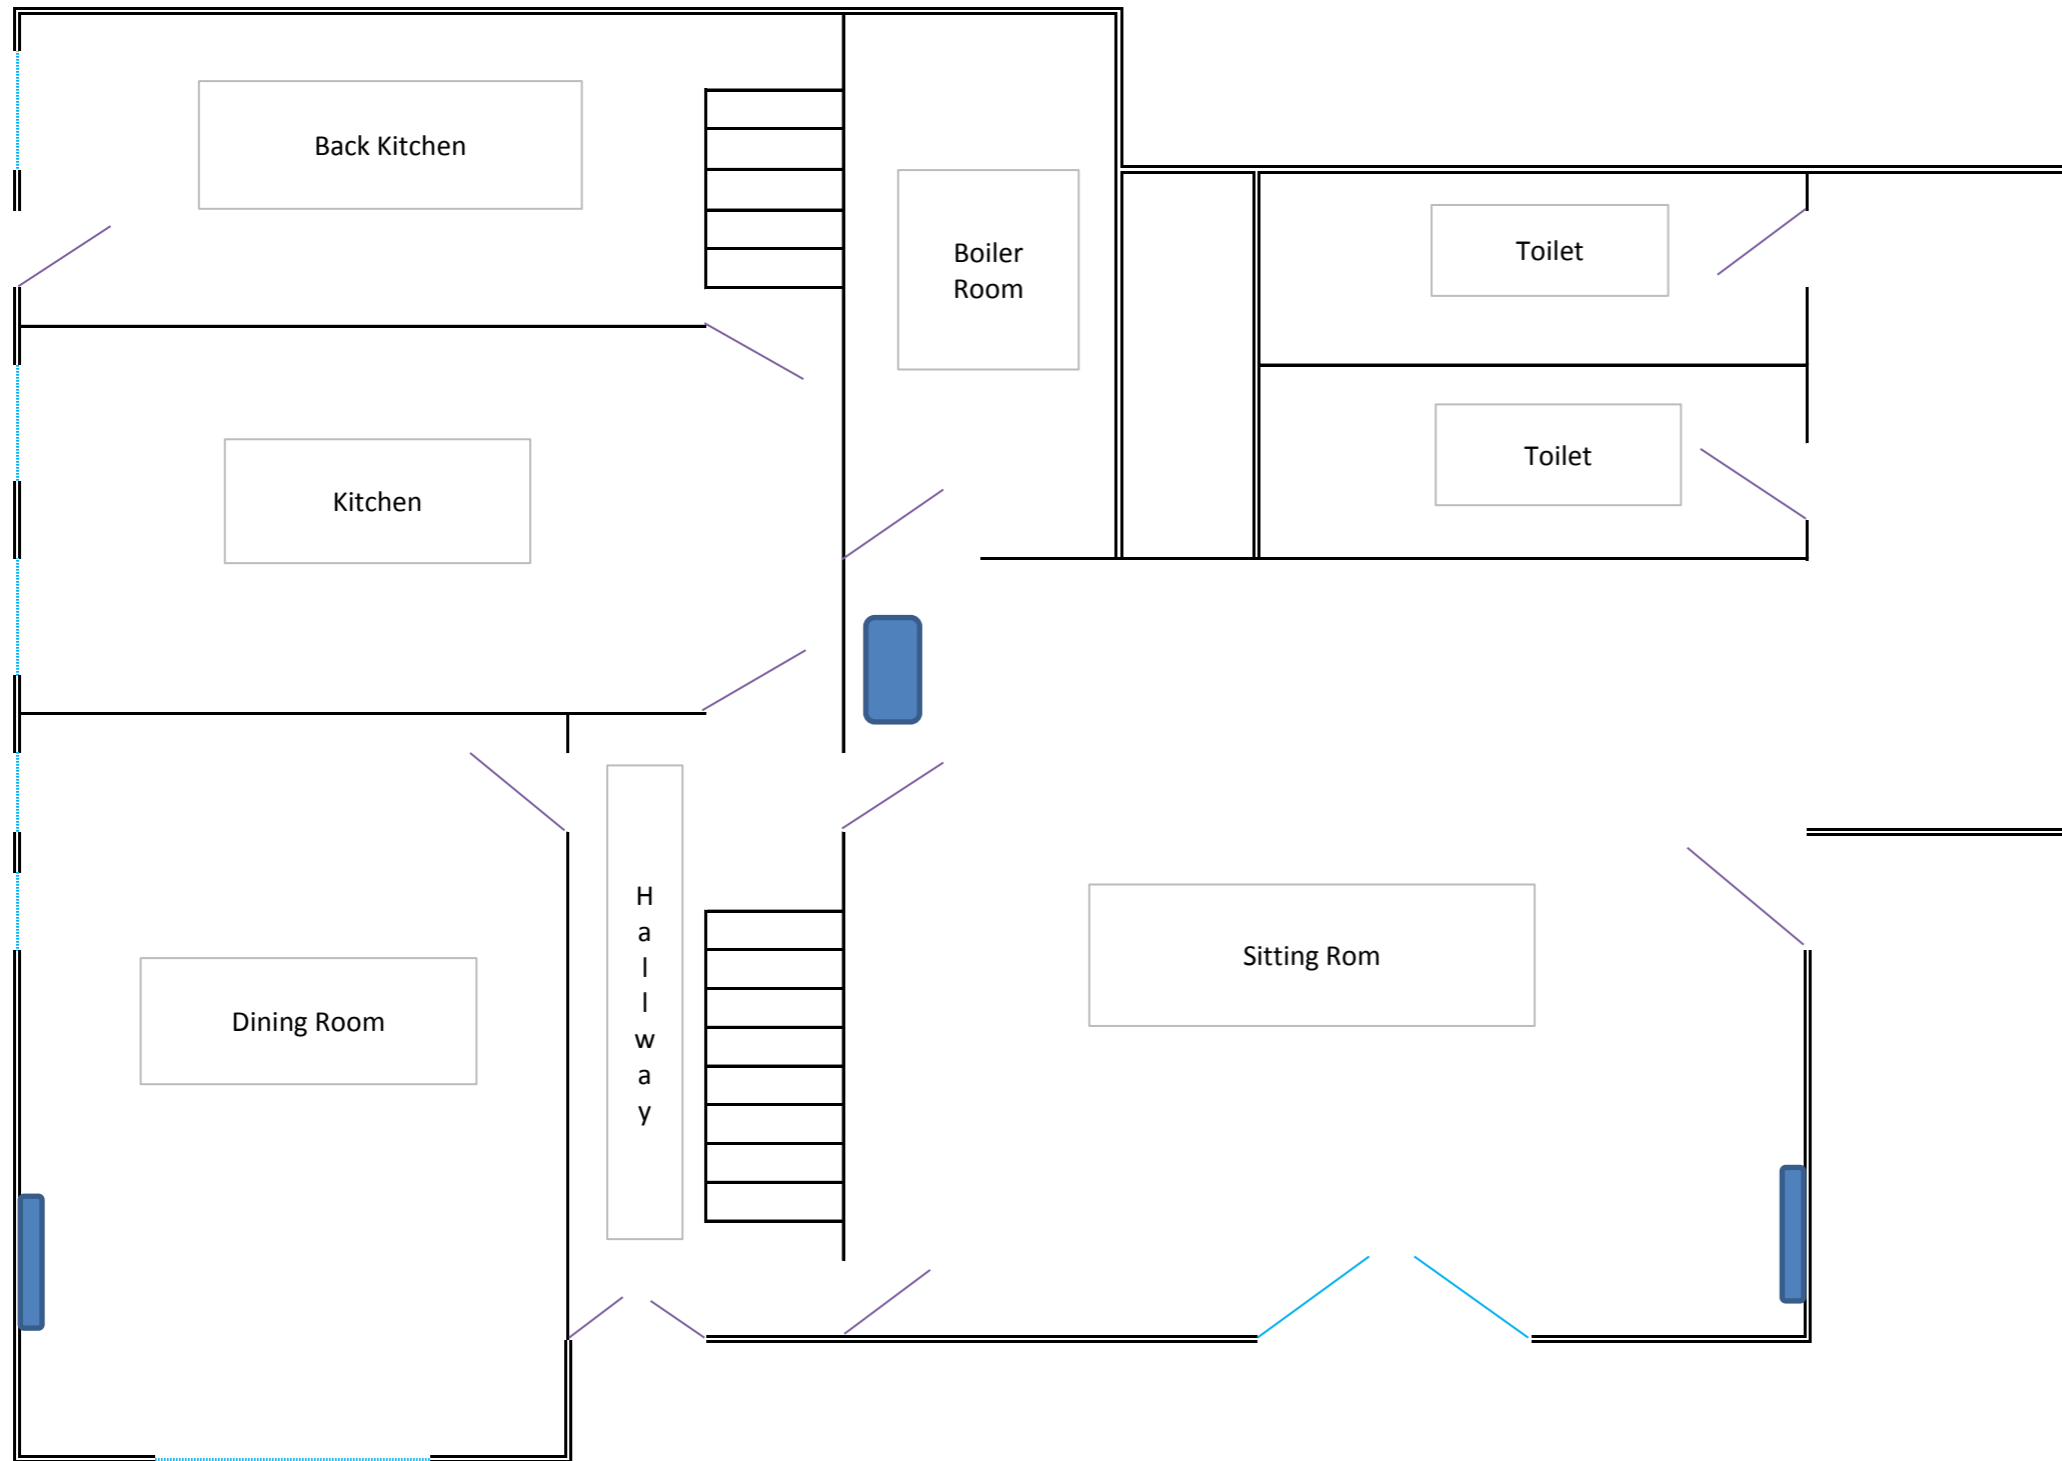 Back Kitchen
Boiler
Room
Toilet
Toilet
Kitchen
H
a
l
l
w
a
y
Sitting Rom
Dining Room